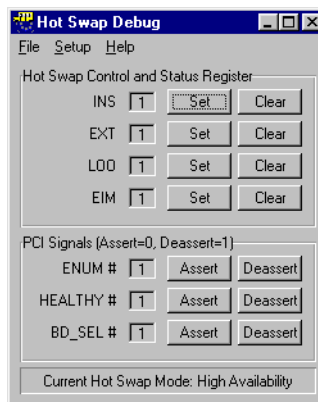 Hot Swap Debug
File Setup Help
Hot Swap Control and Status Register
INS 1 Set Clear
EXT 1 Set Clear
LOO 1 Set Clear
EIM 1 Set Clear
PCI Signals (Assert=0, Deassert=1)
ENUM # 1 Assert Deassert
HEALTHY # 1 Assert Deassert
BD_SEL # 1 Assert Deassert
Current Hot Swap Mode: High Availability